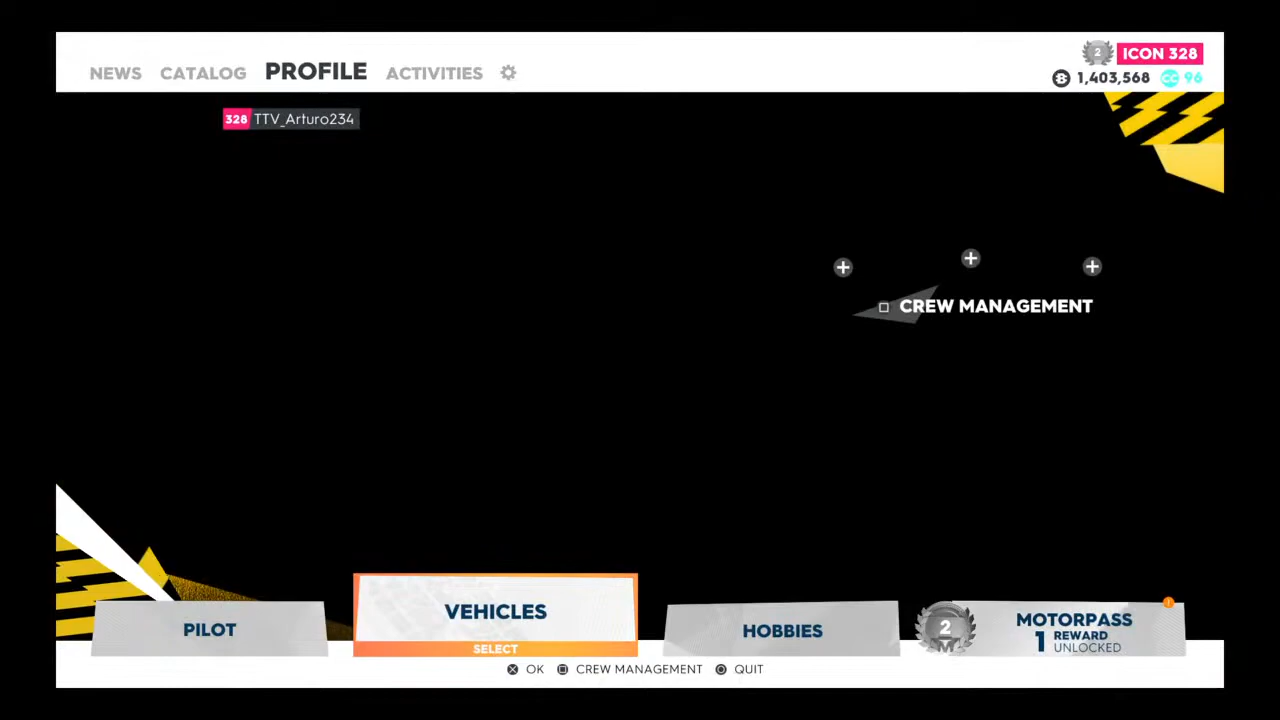 NEWS CATALOG PROFILE ACTIVITIES
2 ICON 328
1,403,568 CC 96
328 TTV_Arturo234
CREW MANAGEMENT
PILOT
VEHICLES
SELECT
HOBBIES
2
M
MOTORPASS
1 REWARD
UNLOCKED
!
OK CREW MANAGEMENT QUIT